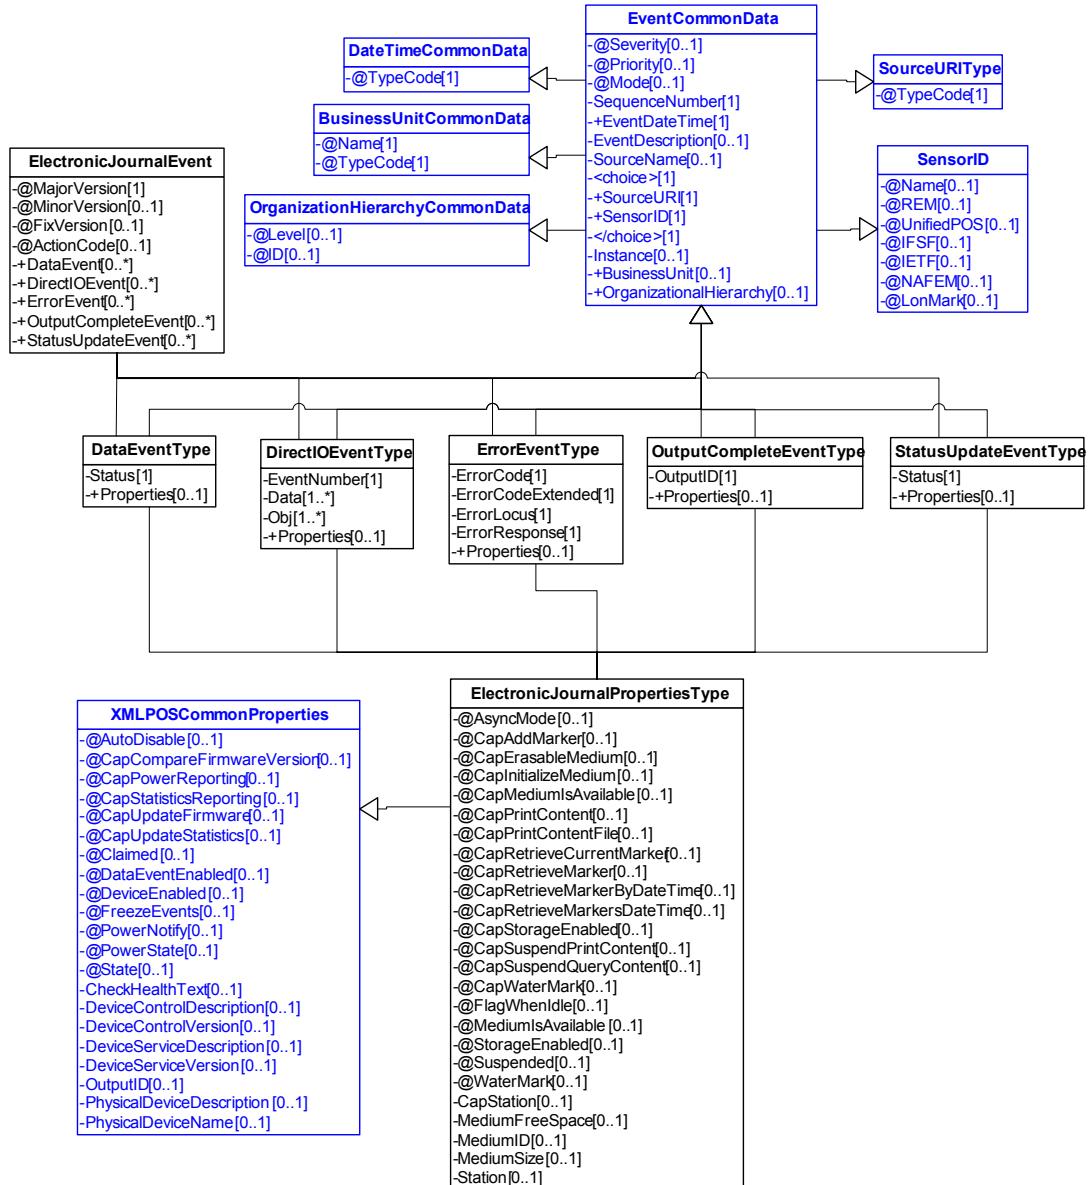 EventCommonData
-@Severity[0..1]
-@Priority[0..1]
-@Mode[0..1]
-SequenceNumber[1]
-+EventDateTime[1]
-EventDescription[0..1]
-SourceName[0..1]
-<choice>[1]
-+SourceURI[1]
-+SensorID[1]
-</choice>[1]
-Instance[0..1]
-+BusinessUnit[0..1]
-+OrganizationalHierarchy[0..1]
DateTimeCommonData
-@TypeCode[1]
BusinessUnitCommonData
-@Name[1]
-@TypeCode[1]
OrganizationHierarchyCommonData
-@Level[0..1]
-@ID[0..1]
SourceURIType
-@TypeCode[1]
SensorID
-@Name[0..1]
-@REM[0..1]
-@UnifiedPOS[0..1]
-@IFSF[0..1]
-@IETF[0..1]
-@NAFEM[0..1]
-@LonMark[0..1]
ElectronicJournalEvent
-@MajorVersion[1]
-@MinorVersion[0..1]
-@FixVersion[0..1]
-@ActionCode[0..1]
-+DataEvent[0..*]
-+DirectIOEvent[0..*]
-+ErrorEvent[0..*]
-+OutputCompleteEvent[0..*]
-+StatusUpdateEvent[0..*]
DataEventType
-Status[1]
-+Properties[0..1]
DirectIOEventType
-EventNumber[1]
-Data[1..*]
-Obj[1..*]
-+Properties[0..1]
ErrorEventType
-ErrorCode[1]
-ErrorCodeExtended[1]
-ErrorLocus[1]
-ErrorResponse[1]
-+Properties[0..1]
OutputCompleteEventType
-OutputID[1]
-+Properties[0..1]
StatusUpdateEventType
-Status[1]
-+Properties[0..1]
XMLPOSCommonProperties
-@AutoDisable[0..1]
-@CapCompareFirmwareVersion[0..1]
-@CapPowerReporting[0..1]
-@CapStatisticsReporting[0..1]
-@CapUpdateFirmware[0..1]
-@CapUpdateStatistics[0..1]
-@Claimed[0..1]
-@DataEventEnabled[0..1]
-@DeviceEnabled[0..1]
-@FreezeEvents[0..1]
-@PowerNotify[0..1]
-@PowerState[0..1]
-@State[0..1]
-CheckHealthText[0..1]
-DeviceControlDescription[0..1]
-DeviceControlVersion[0..1]
-DeviceServiceDescription[0..1]
-DeviceServiceVersion[0..1]
-OutputID[0..1]
-PhysicalDeviceDescription[0..1]
-PhysicalDeviceName[0..1]
ElectronicJournalPropertiesType
-@AsyncMode[0..1]
-@CapAddMarker[0..1]
-@CapErasableMedium[0..1]
-@CapInitializeMedium[0..1]
-@CapMediumIsAvailable[0..1]
-@CapPrintContent[0..1]
-@CapPrintContentFile[0..1]
-@CapRetrieveCurrentMarker[0..1]
-@CapRetrieveMarker[0..1]
-@CapRetrieveMarkerByDateTime[0..1]
-@CapRetrieveMarkersDateTime[0..1]
-@CapStorageEnabled[0..1]
-@CapSuspendPrintContent[0..1]
-@CapSuspendQueryContent[0..1]
-@CapWaterMark[0..1]
-@FlagWhenIdle[0..1]
-@MediumIsAvailable[0..1]
-@StorageEnabled[0..1]
-@Suspended[0..1]
-@WaterMark[0..1]
-CapStation[0..1]
-MediumFreeSpace[0..1]
-MediumID[0..1]
-MediumSize[0..1]
-Station[0..1]